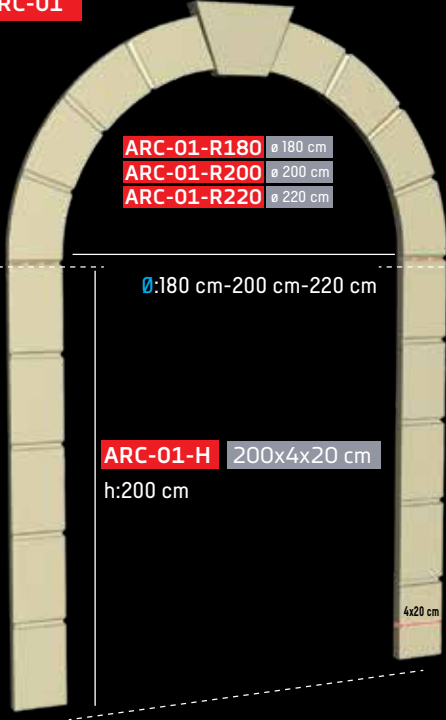 RC-01
ARC-01-R180 ø 180 cm
ARC-01-R200 ø 200 cm
ARC-01-R220 ø 220 cm
Ø:180 cm-200 cm-220 cm
ARC-01-H 200x4x20 cm
h:200 cm
4x20 cm